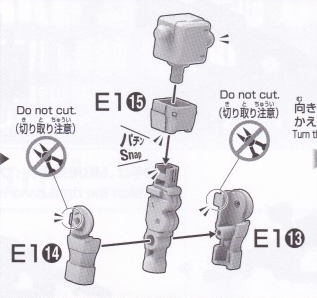 Do not cut.
(切り取り注意)
E1⑮
パチン
Snap
Do not cut.
(切り取り注意)
向き
かえ
Turn th
E1⑭
E1⑬